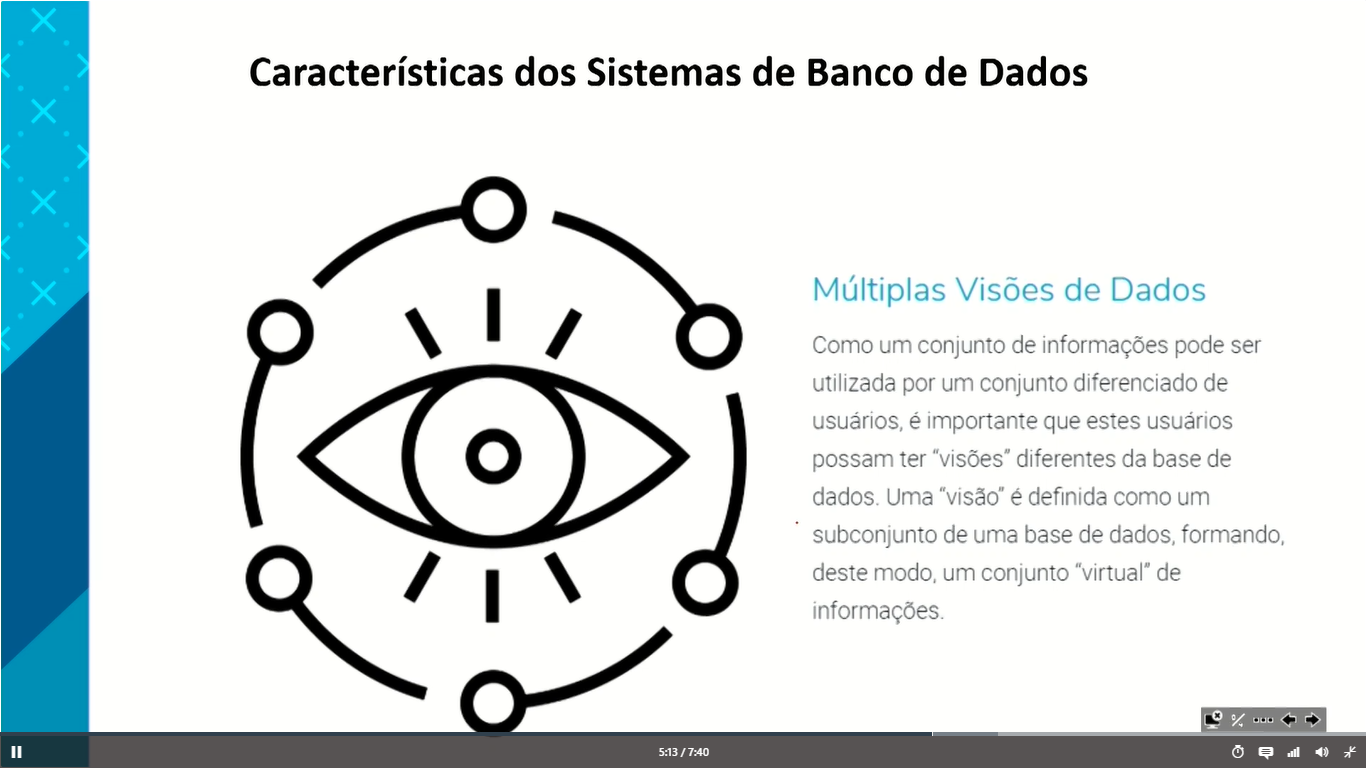 Características dos Sistemas de Banco de Dados
Múltiplas Visões de Dados
Como um conjunto de informações pode ser
utilizada por um conjunto diferenciado de
usuários, é importante que estes usuários
possam ter “visões” diferentes da base de
dados. Uma “visão” é definida como um
subconjunto de uma base de dados, formando,
deste modo, um conjunto “virtual” de
informações.
5:13 / 7:40